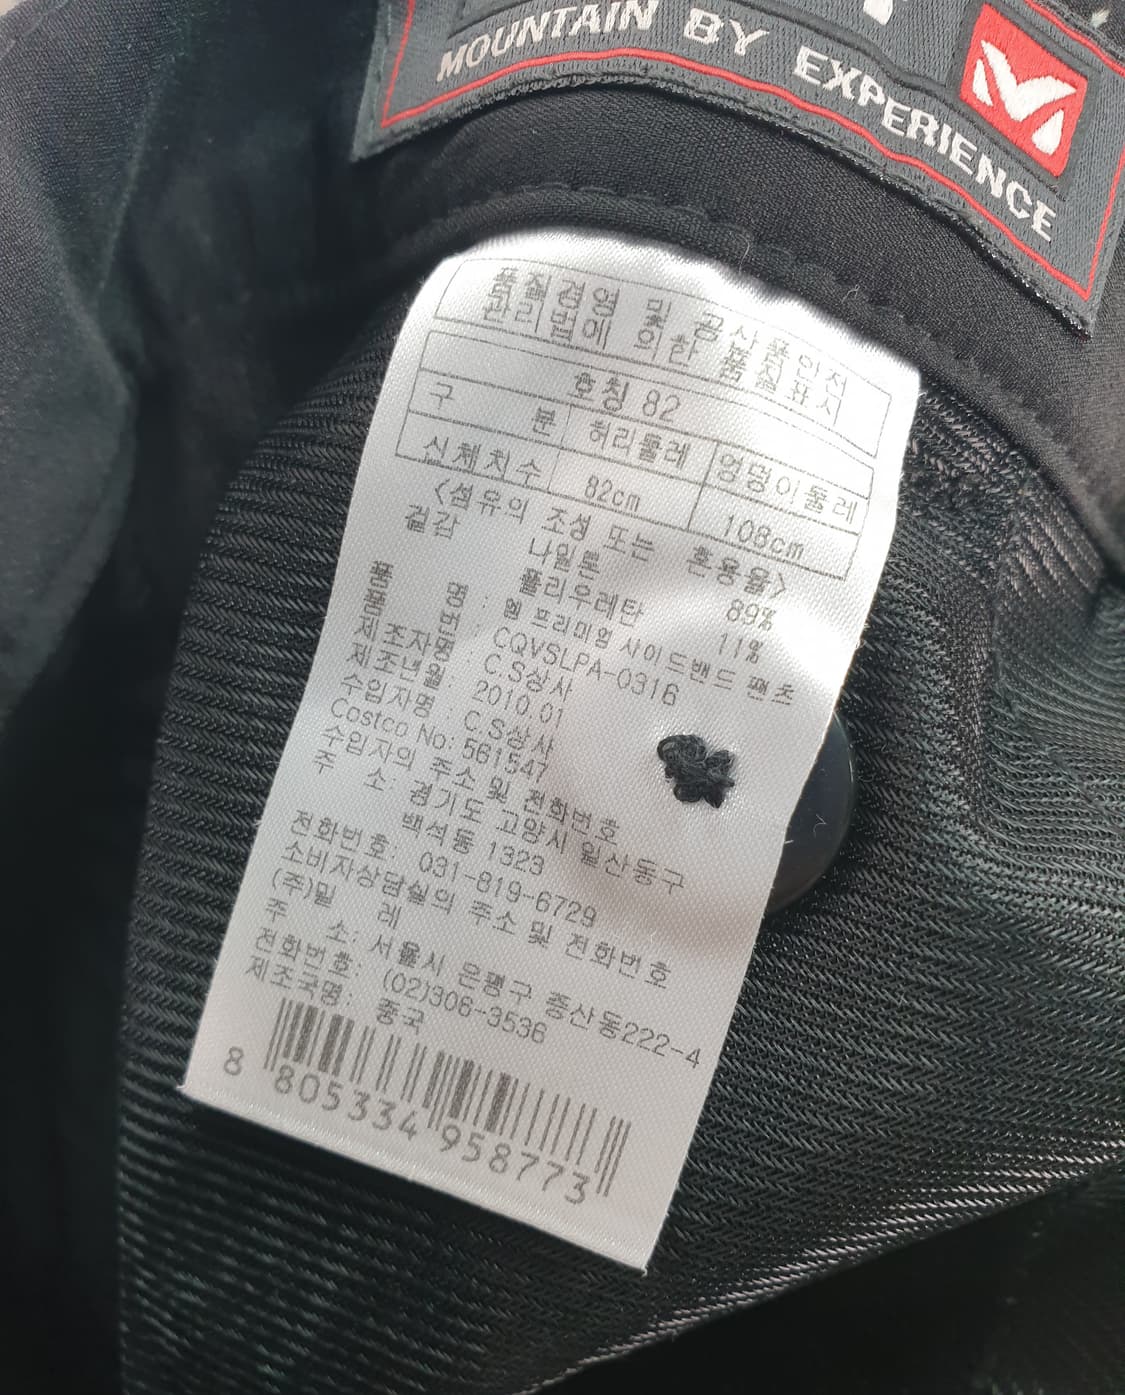 MOUNTAIN BY EXPERIENCE
품질경영 및 공산품안전
관리법에 의한 품질표시
호칭 82
구 분 허리둘레 엉덩이둘레
신체치수 82cm 108cm
<섬유의 조성 또는 혼용율>
겉감 나일론 89%
폴리우레탄 11%
품 명 : 프리미엄 사이드밴드 팬츠
품 번 : CQVSLPA-0316
제조자명 : C.S상사
제조년월 : 2010.01
수입자명 : C.S상사
Costco No: 561547
수입자의 주소 및 전화번호
주 소: 경기도 고양시 일산동구
백석동 1323
전화번호: 031-819-6729
소비자상담실의 주소 및 전화번호
(주)밀 레
주 소: 서울시 은평구 증산동222-4
전화번호: (02)306-3536
제조국명: 중국
8 805334 958773